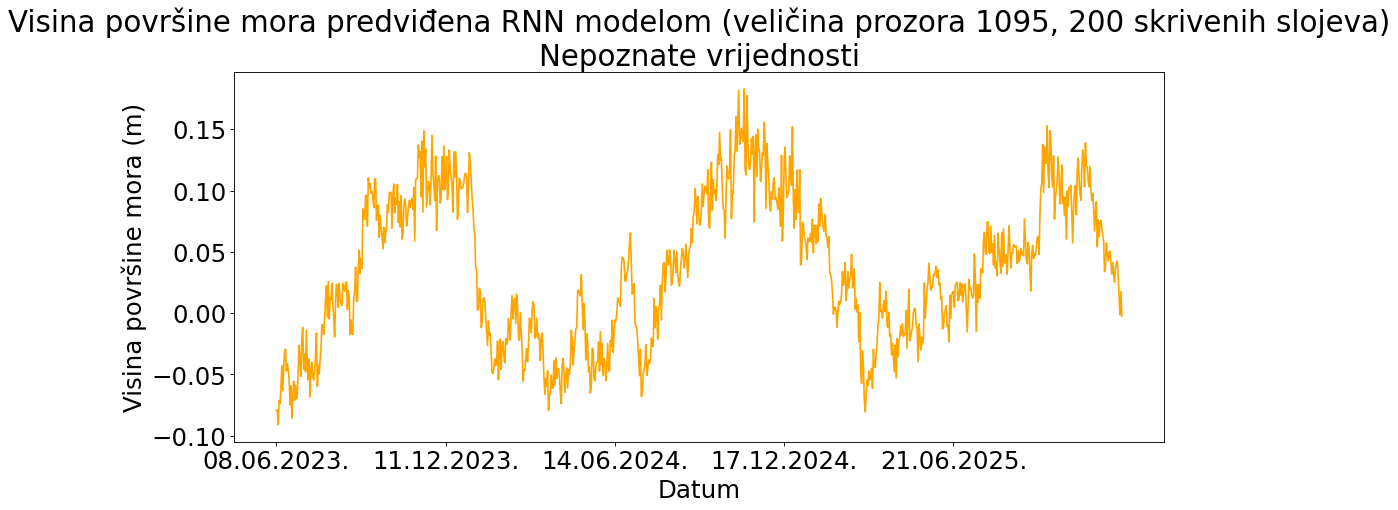 Visina površine mora predviđena RNN modelom (veličina prozora 1095, 200 skrivenih slojeva)
Nepoznate vrijednosti
Visina površine mora (m)
0.15
0.10
0.05
0.00
−0.05
−0.10
08.06.2023. 11.12.2023. 14.06.2024. 17.12.2024. 21.06.2025.
Datum